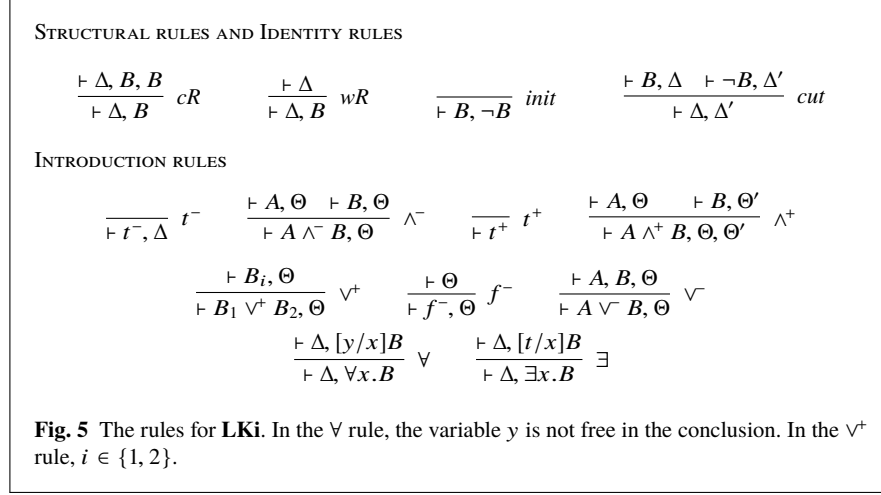 Structural rules and Identity rules
⊢ Δ, B, B
⊢ Δ, B
cR
⊢ Δ
⊢ Δ, B
wR
⊢ B, ¬B
init
⊢ B, Δ ⊢ ¬B, Δ′
⊢ Δ, Δ′
cut
Introduction rules
⊢ t⁻, Δ
t⁻
⊢ A, Θ ⊢ B, Θ
⊢ A ∧⁻ B, Θ
∧⁻
⊢ t⁺
t⁺
⊢ A, Θ ⊢ B, Θ′
⊢ A ∧⁺ B, Θ, Θ′
∧⁺
⊢ Bᵢ, Θ
⊢ B₁ ∨⁺ B₂, Θ
∨⁺
⊢ Θ
⊢ f⁻, Θ
f⁻
⊢ A, B, Θ
⊢ A ∨⁻ B, Θ
∨⁻
⊢ Δ, [y/x]B
⊢ Δ, ∀x.B
∀
⊢ Δ, [t/x]B
⊢ Δ, ∃x.B
∃
Fig. 5 The rules for LKi. In the ∀ rule, the variable y is not free in the conclusion. In the ∨⁺
rule, i ∈ {1, 2}.